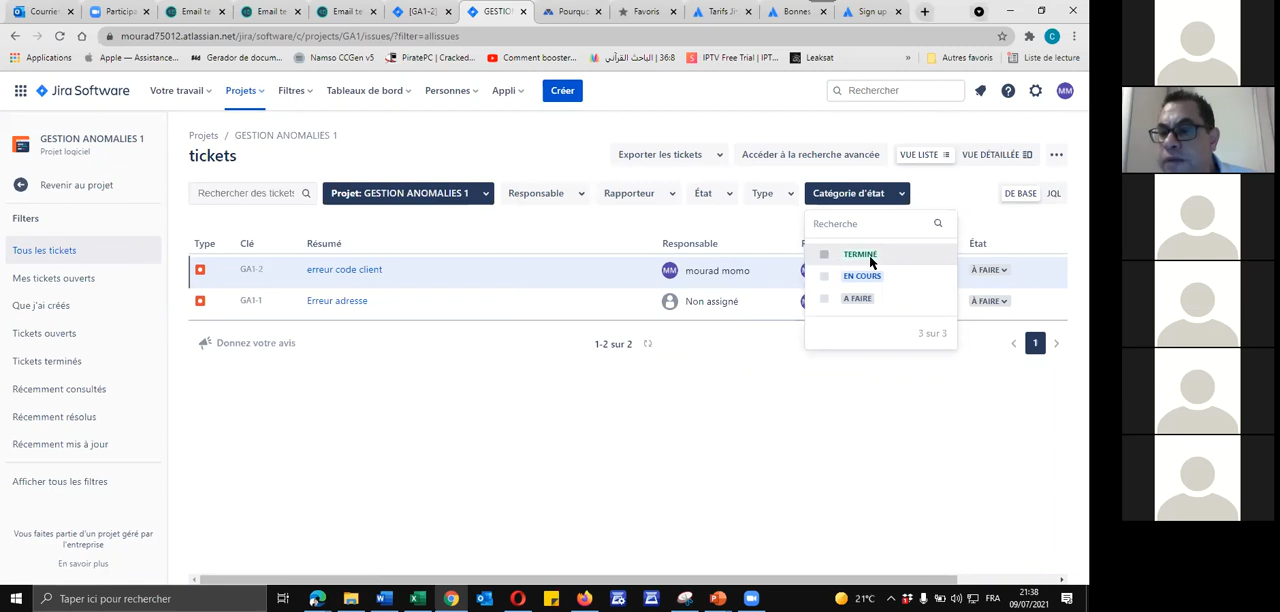 Courrie
Participa
Email te
Email te
Email te
[GA1-2]
GESTIO
Pourqu
Favoris
Tarifs Ji
Bonnes
Sign up
mourad75012.atlassian.net/jira/software/c/projects/GA1/issues/?filter=allissues
C
Applications
Apple — Assistance...
Gerador de docum...
Namso CCGen v5
PiratePC | Cracked...
Comment booster...
الباحث القرآني | 36:8
IPTV Free Trial | IPT...
Leaksat
»
Autres favoris
Liste de lecture
Jira Software
Votre travail
Projets
Filtres
Tableaux de bord
Personnes
Appli
Créer
Rechercher
MM
GESTION ANOMALIES 1
Projet logiciel
Revenir au projet
Filters
Tous les tickets
Mes tickets ouverts
Que j'ai créés
Tickets ouverts
Tickets terminés
Récemment consultés
Récemment résolus
Récemment mis à jour
Afficher tous les filtres
Vous faites partie d'un projet géré par
l'entreprise
En savoir plus
Projets / GESTION ANOMALIES 1
tickets
Exporter les tickets
Accéder à la recherche avancée
VUE LISTE
VUE DÉTAILLÉE
Rechercher des tickets
Projet: GESTION ANOMALIES 1
Responsable
Rapporteur
État
Type
Catégorie d'état
DE BASE
JQL
Recherche
TERMINÉ
EN COURS
A FAIRE
3 sur 3
Type Clé Résumé Responsable État
GA1-2 erreur code client MM mourad momo À FAIRE
GA1-1 Erreur adresse Non assigné À FAIRE
Donnez votre avis
1-2 sur 2
1
Taper ici pour rechercher
21°C
FRA
21:38
09/07/2021